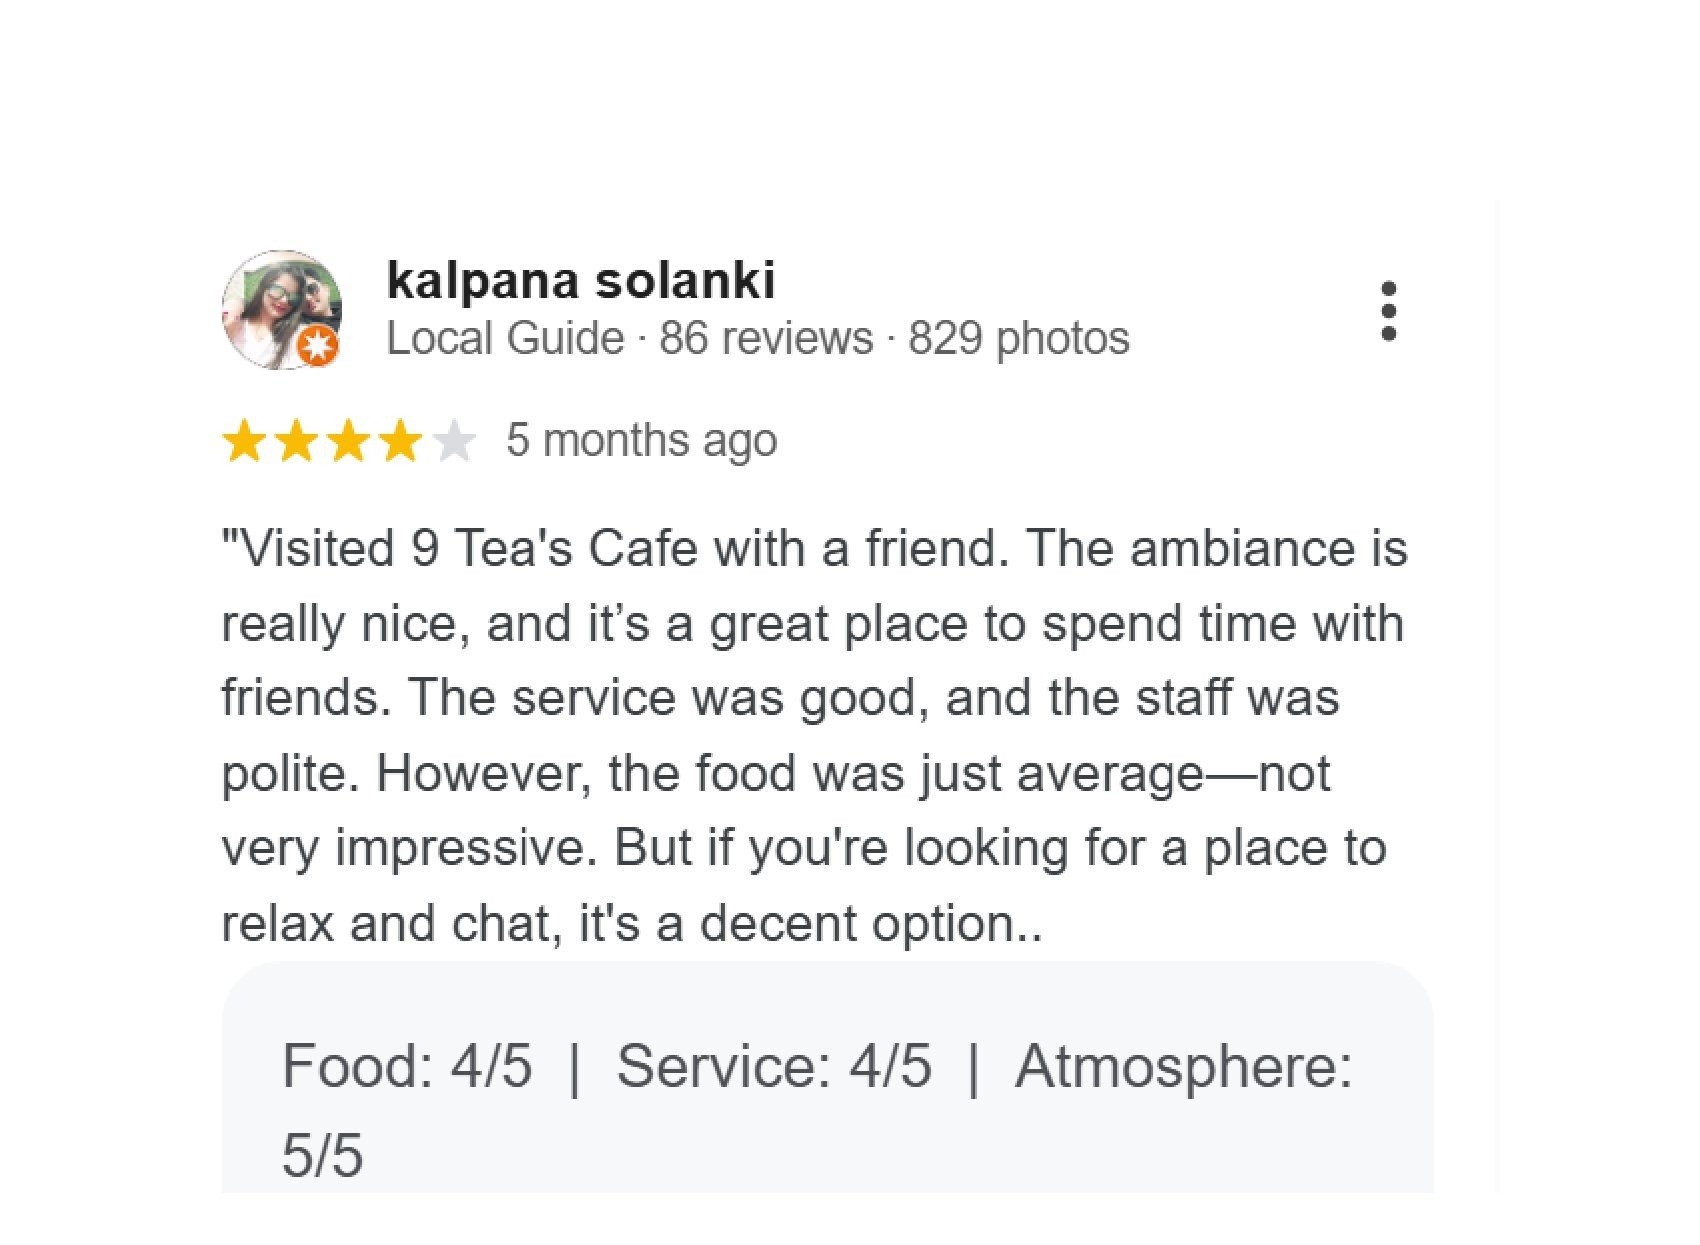 kalpana solanki
Local Guide · 86 reviews · 829 photos
5 months ago
"Visited 9 Tea's Cafe with a friend. The ambiance is
really nice, and it’s a great place to spend time with
friends. The service was good, and the staff was
polite. However, the food was just average—not
very impressive. But if you're looking for a place to
relax and chat, it's a decent option..
Food: 4/5 | Service: 4/5 | Atmosphere:
5/5